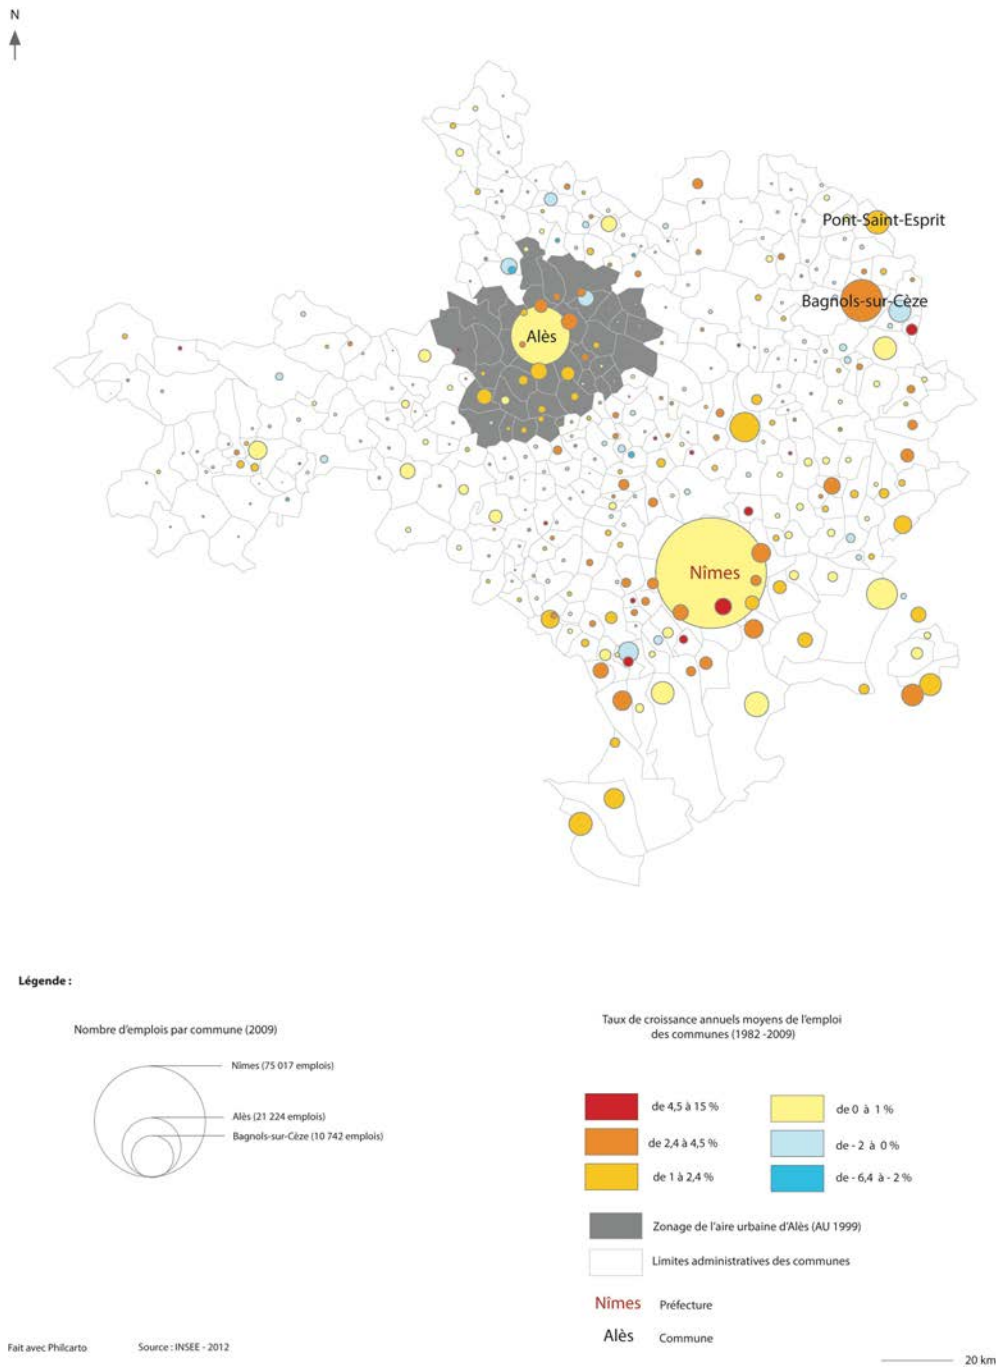 N
Pont-Saint-Esprit
Bagnols-sur-Cèze
Alès
Nîmes
Légende :
Nombre d'emplois par commune (2009)
Nîmes (75 017 emplois)
Alès (21 224 emplois)
Bagnols-sur-Cèze (10 742 emplois)
Taux de croissance annuels moyens de l'emploi
des communes (1982 -2009)
de 4,5 à 15 %
de 2,4 à 4,5 %
de 1 à 2,4 %
de 0 à 1 %
de - 2 à 0 %
de - 6,4 à - 2 %
Zonage de l'aire urbaine d'Alès (AU 1999)
Limites administratives des communes
Nîmes Préfecture
Alès Commune
Fait avec Philcarto Source : INSEE - 2012
20 km